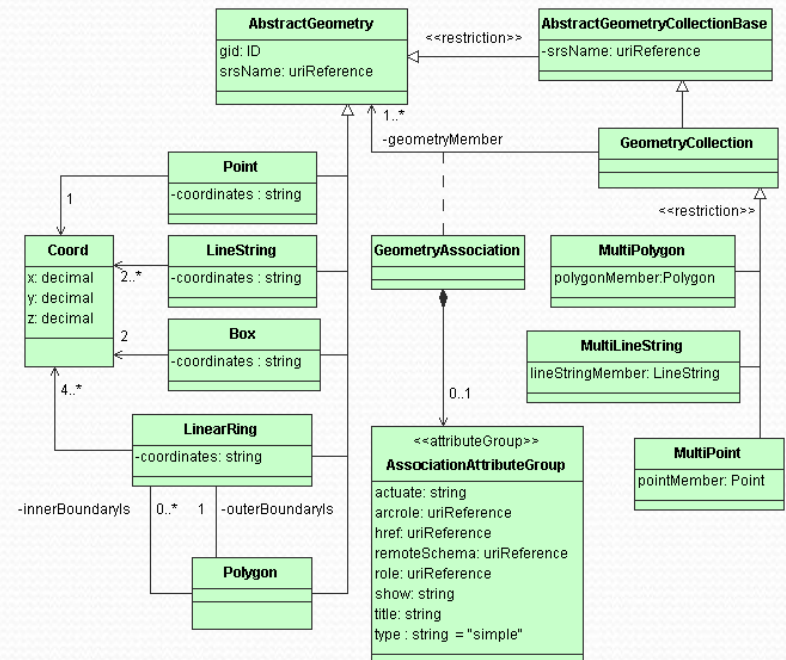 AbstractGeometry
gid: ID
srsName: uriReference
<<restriction>>
AbstractGeometryCollectionBase
-srsName: uriReference
1..*
-geometryMember
GeometryCollection
<<restriction>>
Point
-coordinates : string
1
Coord
x: decimal
y: decimal
z: decimal
LineString
-coordinates : string
2..*
Box
-coordinates : string
2
4..*
LinearRing
-coordinates: string
-innerBoundaryIs
0..*
1
-outerBoundaryIs
Polygon
GeometryAssociation
0..1
<<attributeGroup>>
AssociationAttributeGroup
actuate: string
arcrole: uriReference
href: uriReference
remoteSchema: uriReference
role: uriReference
show: string
title: string
type : string = "simple"
MultiPolygon
polygonMember:Polygon
MultiLineString
lineStringMember: LineString
MultiPoint
pointMember: Point